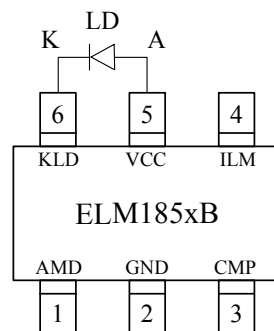 LD
K A
6 5 4
KLD VCC ILM
ELM185xB
AMD GND CMP
1 2 3